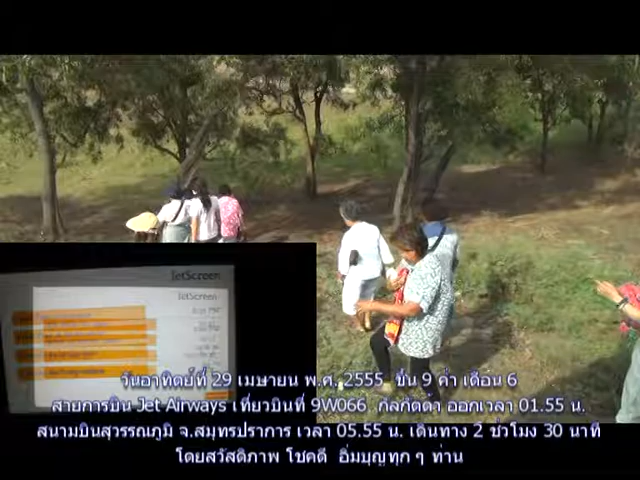 JetScreen
JetScreen
วันอาทิตย์ที่ 29 เมษายน พ.ศ. 2555 ขึ้น 9 ค่ำ เดือน 6
สายการบิน Jet Airways เที่ยวบินที่ 9W066 กัลกัตตา ออกเวลา 01.55 น.
สนามบินสุวรรณภูมิ จ.สมุทรปราการ เวลา 05.55 น. เดินทาง 2 ชั่วโมง 30 นาที
โดยสวัสดิภาพ โชคดี อิ่มบุญทุก ๆ ท่าน